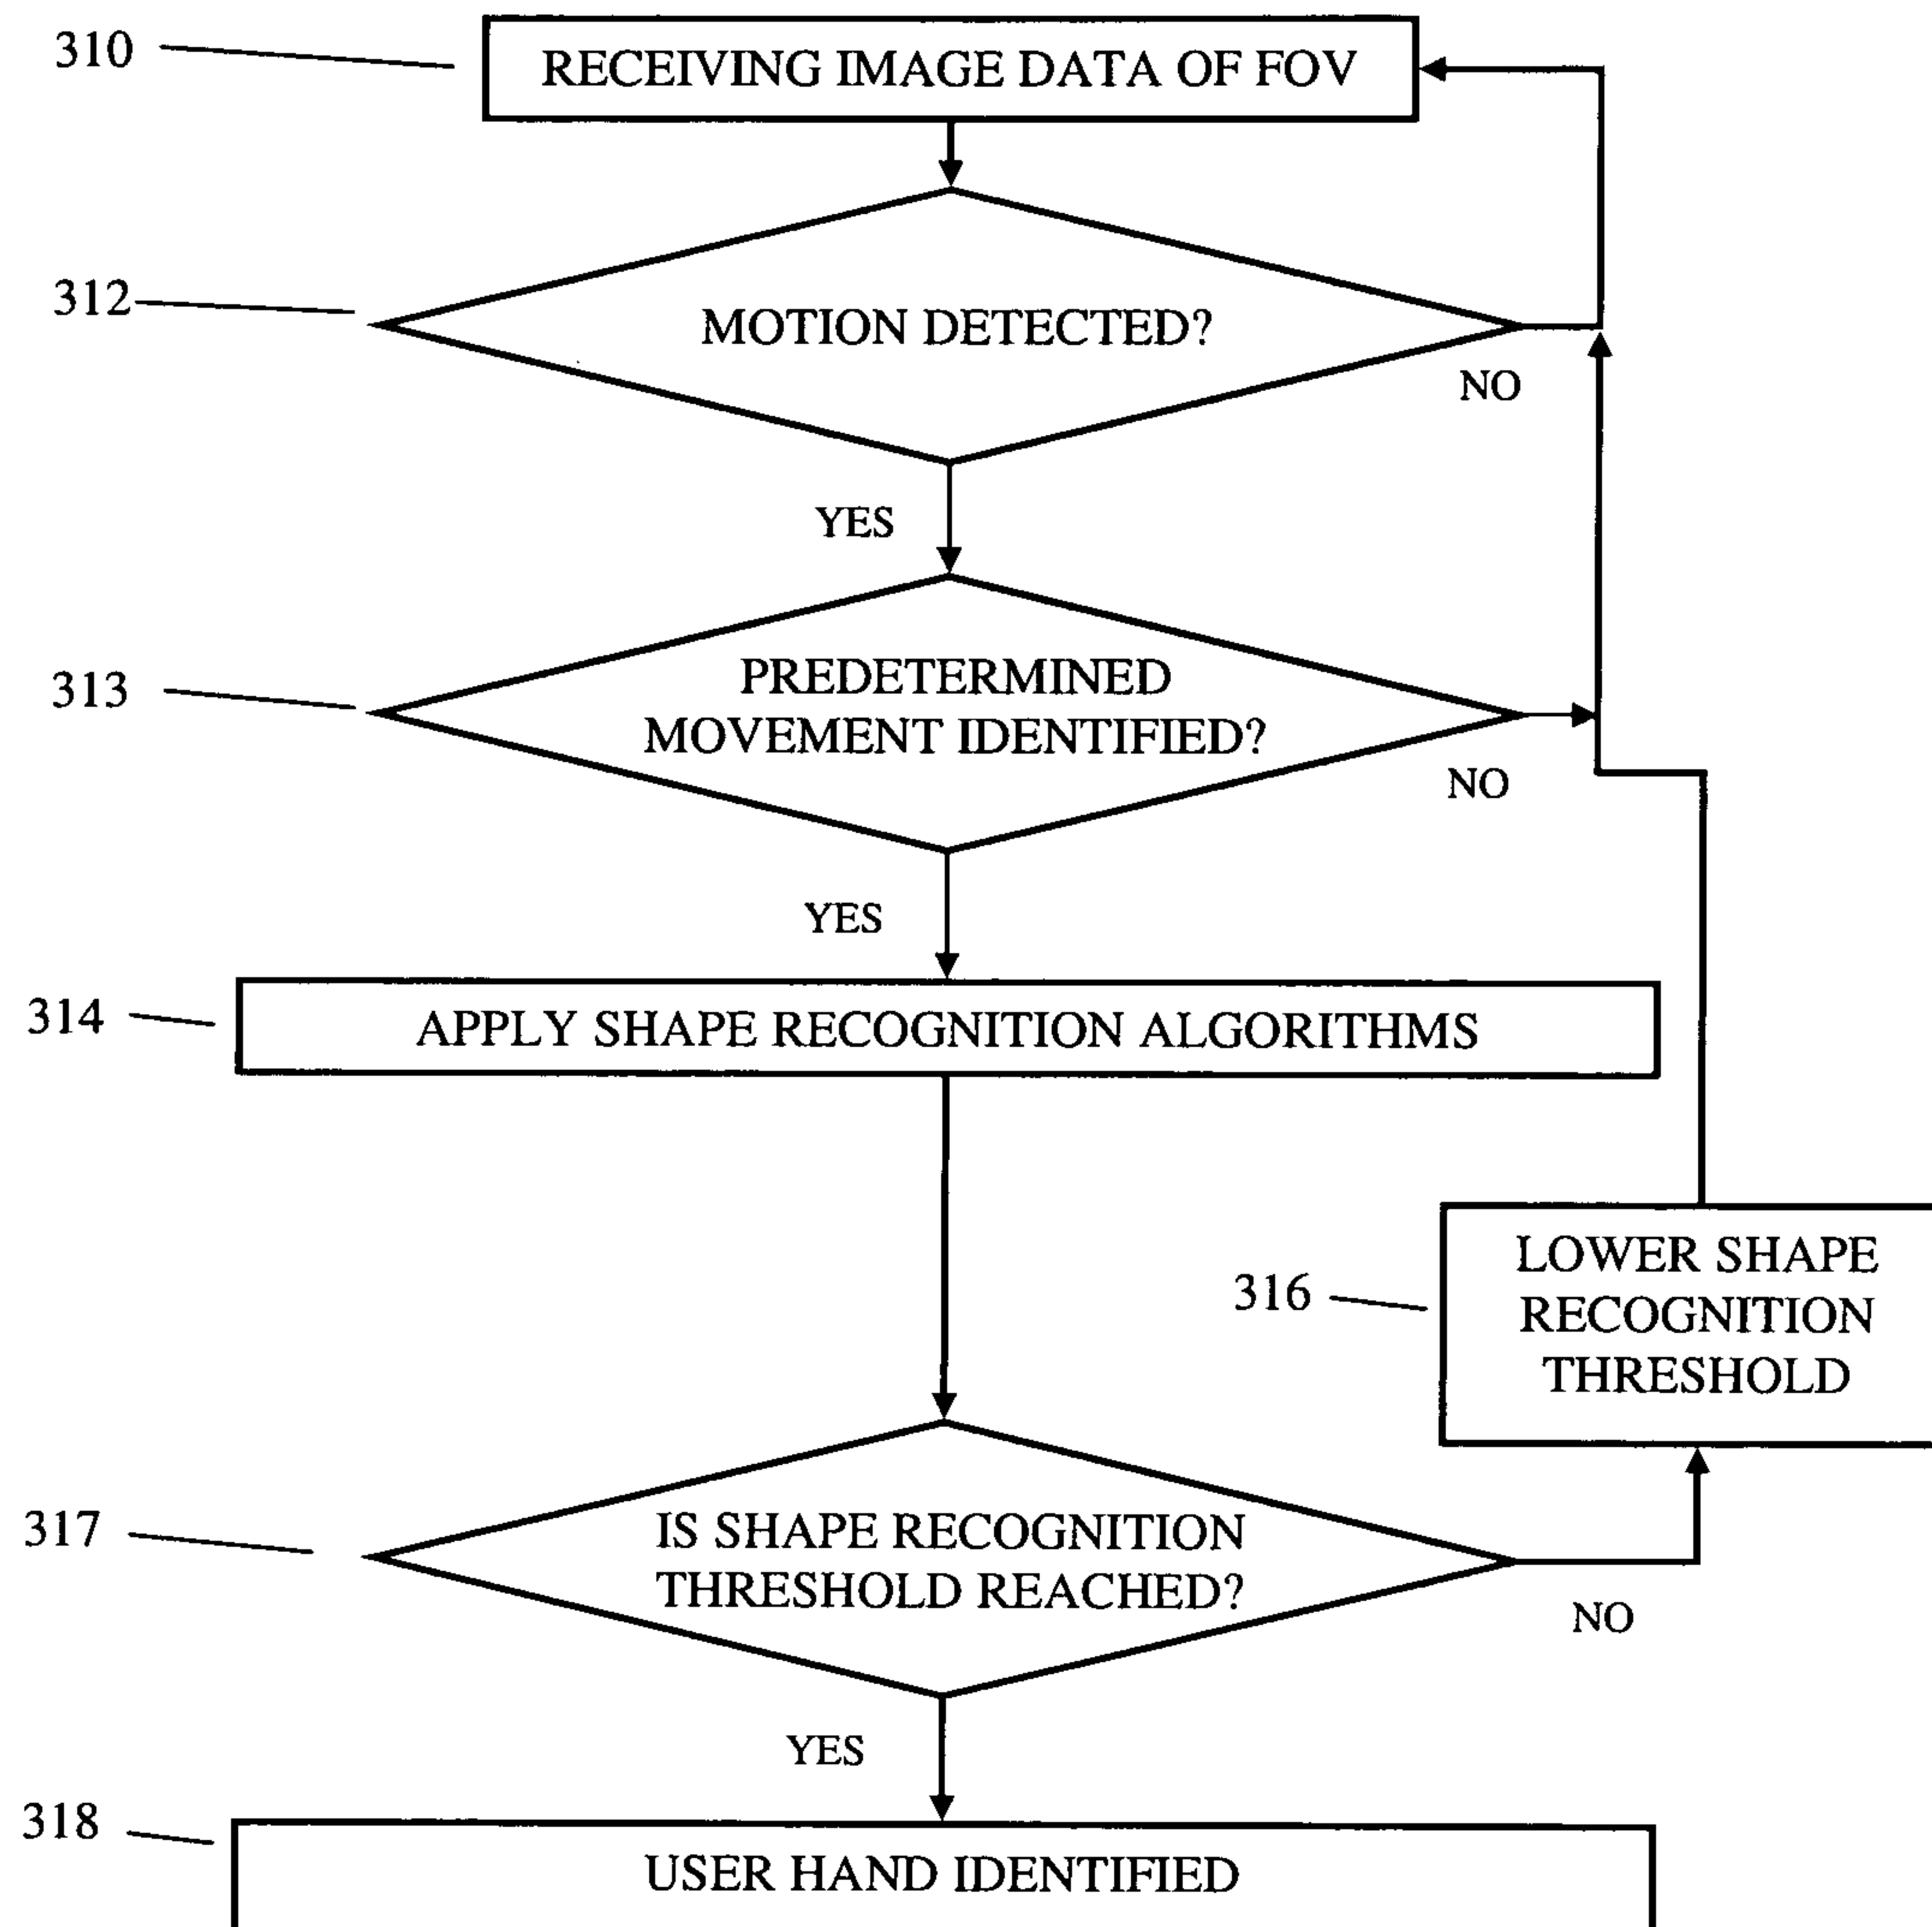 310
RECEIVING IMAGE DATA OF FOV
312
MOTION DETECTED?
NO
YES
313
PREDETERMINED
MOVEMENT IDENTIFIED?
NO
YES
314
APPLY SHAPE RECOGNITION ALGORITHMS
316
LOWER SHAPE
RECOGNITION
THRESHOLD
317
IS SHAPE RECOGNITION
THRESHOLD REACHED?
NO
YES
318
USER HAND IDENTIFIED